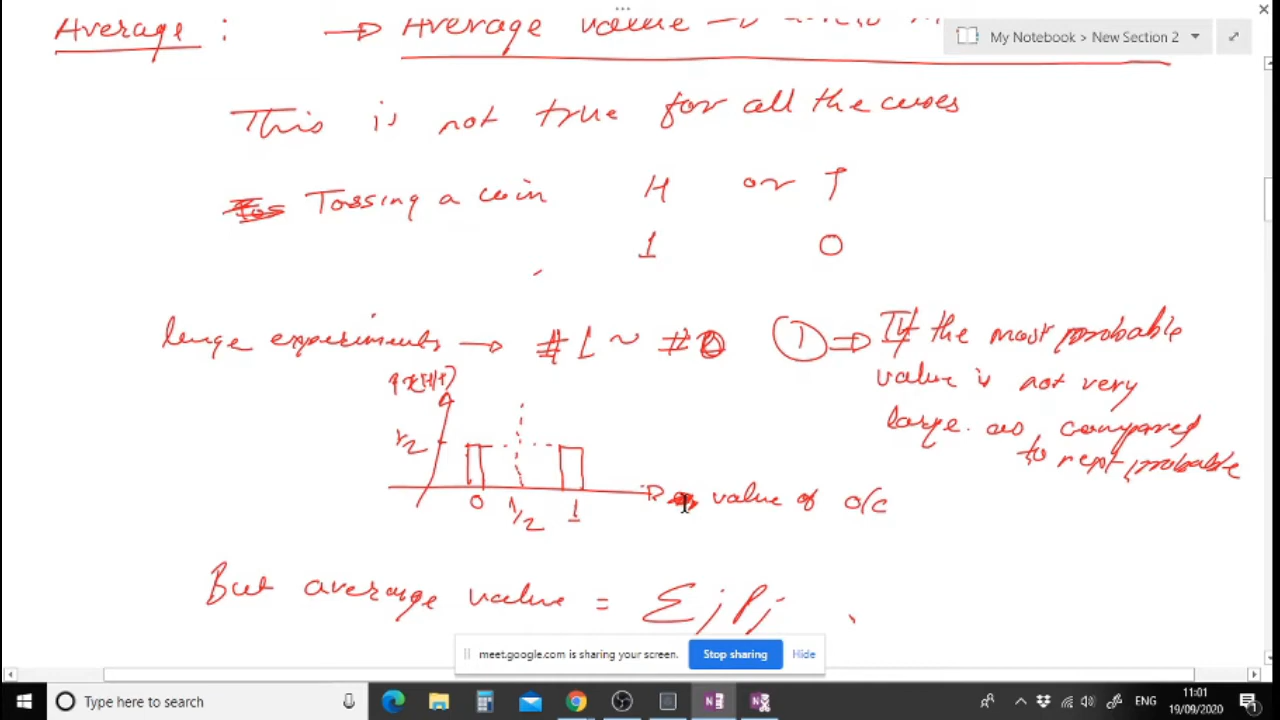 Average : → Average value →
My Notebook > New Section 2
This is not true for all the cases
Tossing a coin H or T
1 0
large experiments → # 1 ~ # 0 ① ⇒ If the most probable
value is not very
large as compared
to next probable
1/2
0 1/2 1
value of o/c
But average value = Σ j Pj
meet.google.com is sharing your screen. Stop sharing Hide
Type here to search
ENG
11:01
19/09/2020